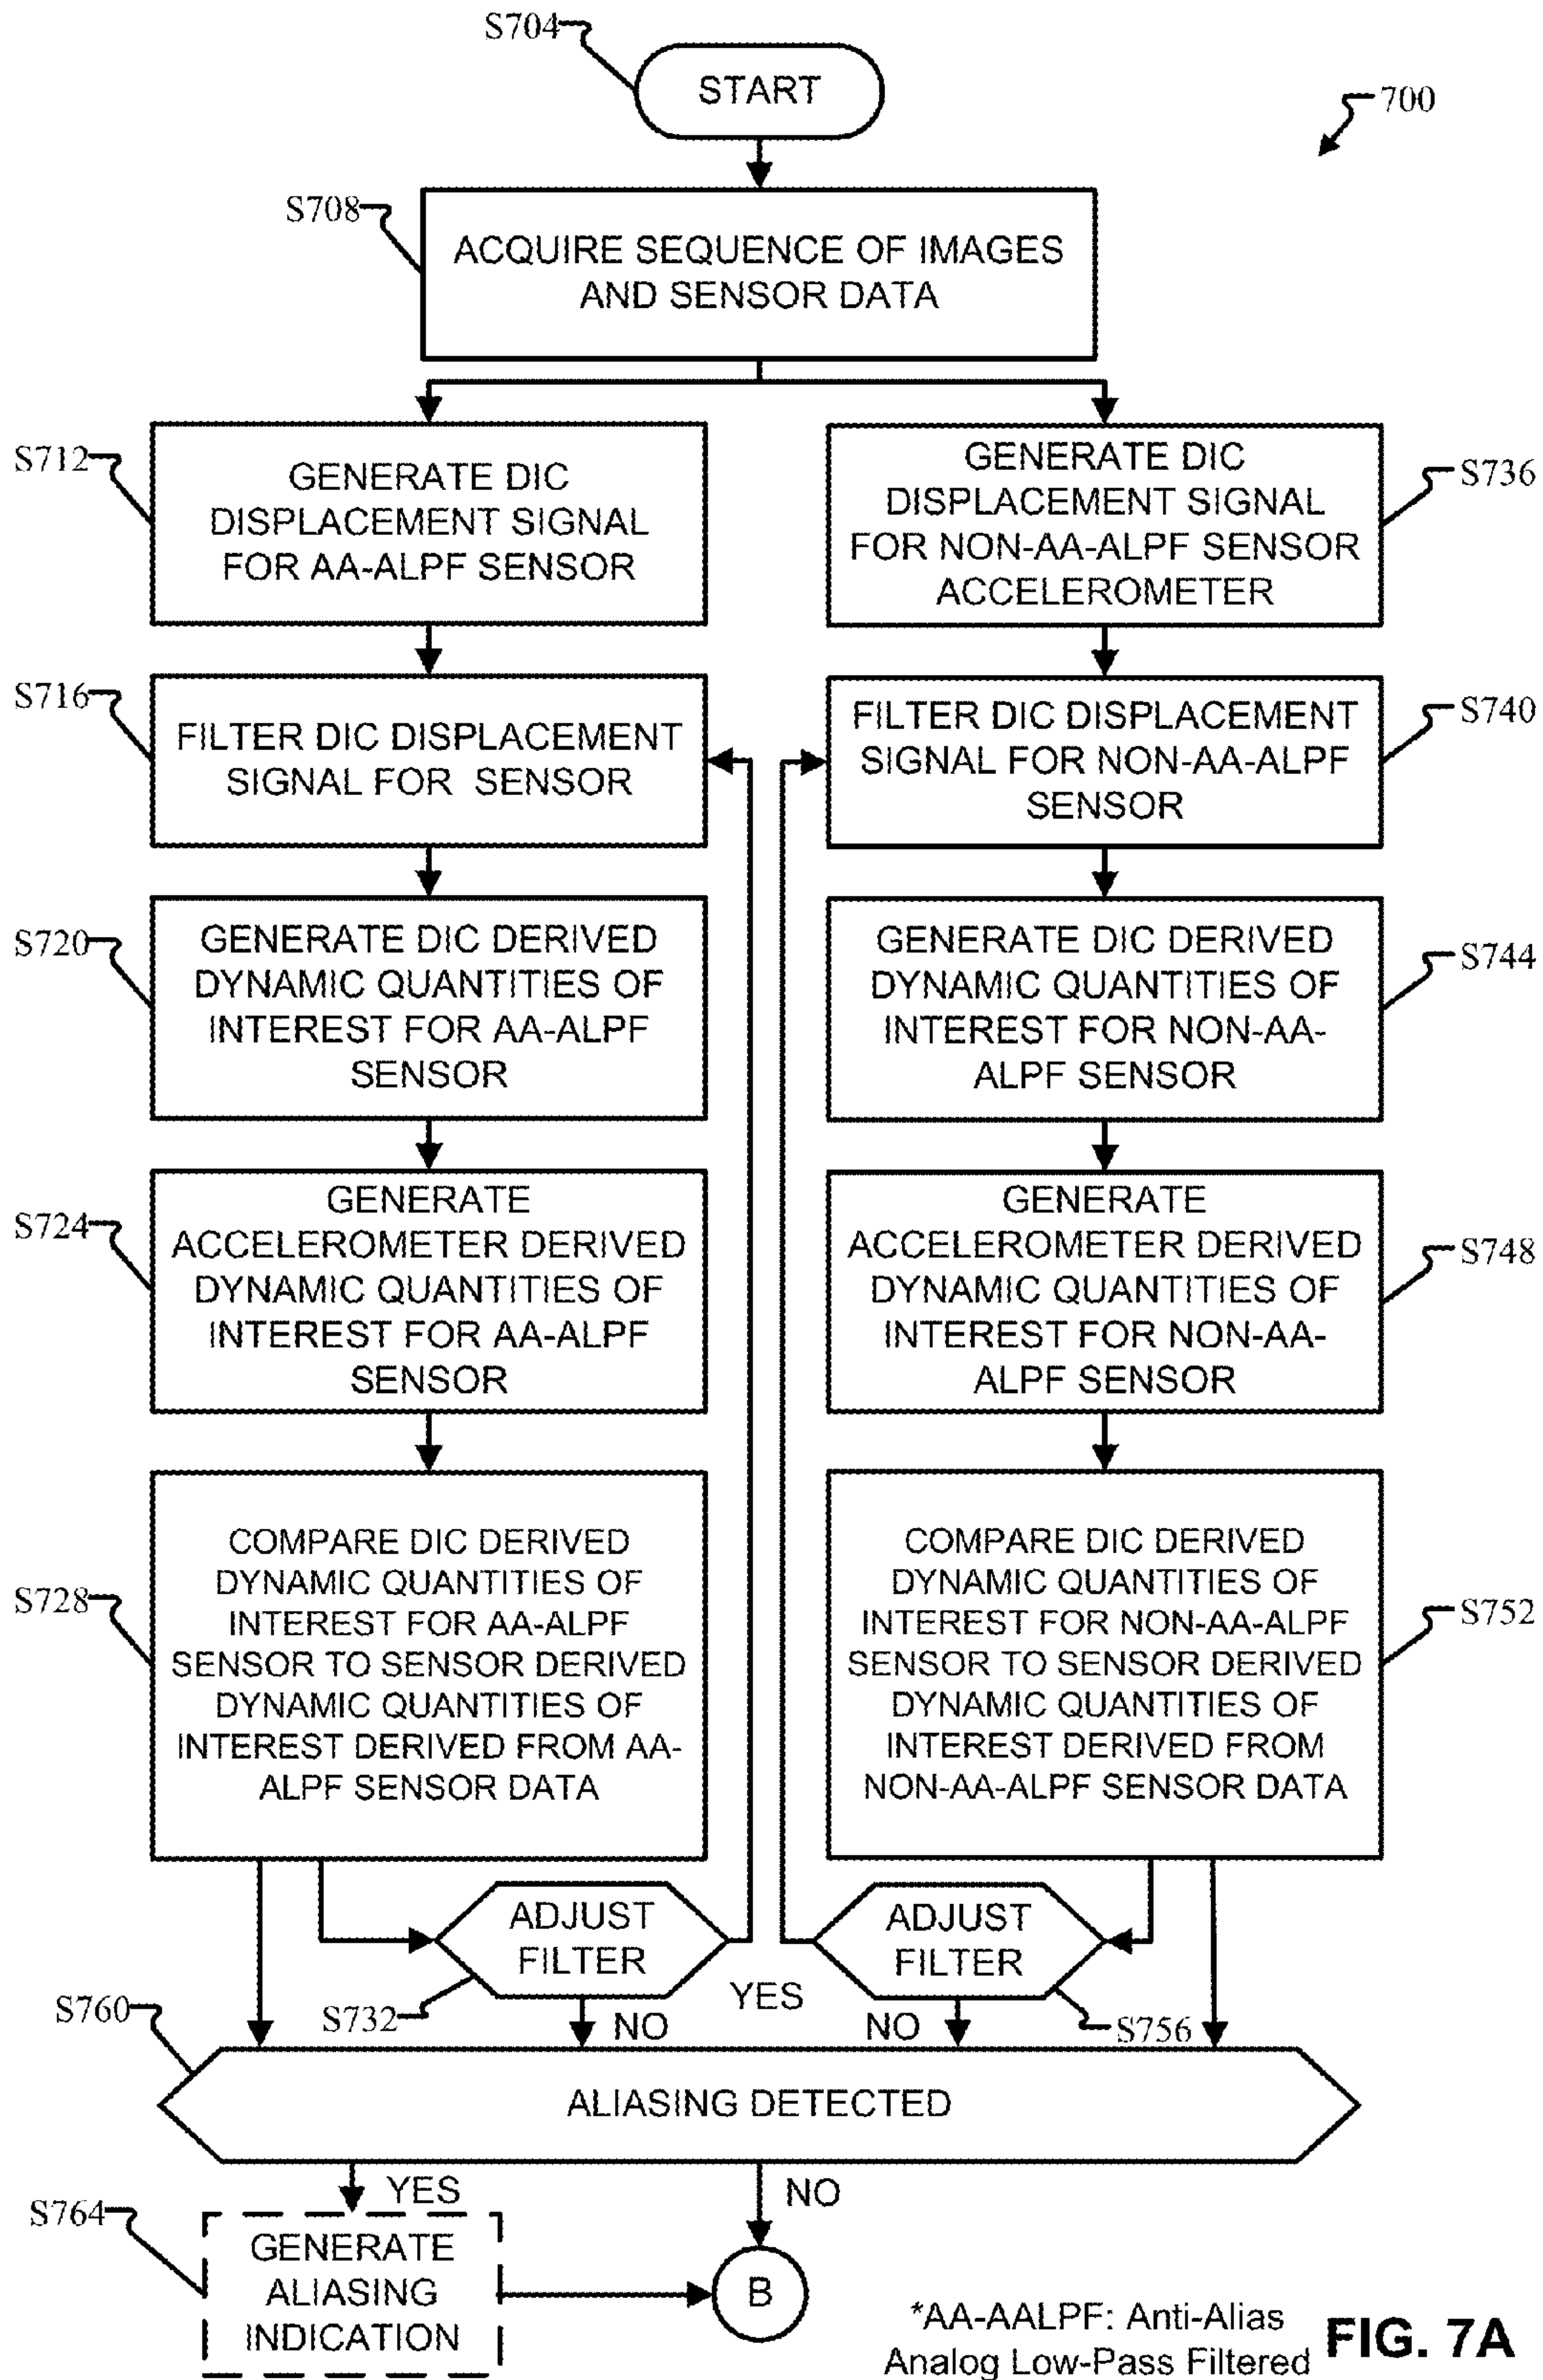 S704
START
700
S708
ACQUIRE SEQUENCE OF IMAGES
AND SENSOR DATA
S712
GENERATE DIC
DISPLACEMENT SIGNAL
FOR AA-ALPF SENSOR
GENERATE DIC
DISPLACEMENT SIGNAL
FOR NON-AA-ALPF SENSOR
ACCELEROMETER
S736
S716
FILTER DIC DISPLACEMENT
SIGNAL FOR SENSOR
FILTER DIC DISPLACEMENT
SIGNAL FOR NON-AA-ALPF
SENSOR
S740
S720
GENERATE DIC DERIVED
DYNAMIC QUANTITIES OF
INTEREST FOR AA-ALPF
SENSOR
GENERATE DIC DERIVED
DYNAMIC QUANTITIES OF
INTEREST FOR NON-AA-
ALPF SENSOR
S744
S724
GENERATE
ACCELEROMETER DERIVED
DYNAMIC QUANTITIES OF
INTEREST FOR AA-ALPF
SENSOR
GENERATE
ACCELEROMETER DERIVED
DYNAMIC QUANTITIES OF
INTEREST FOR NON-AA-
ALPF SENSOR
S748
S728
COMPARE DIC DERIVED
DYNAMIC QUANTITIES OF
INTEREST FOR AA-ALPF
SENSOR TO SENSOR DERIVED
DYNAMIC QUANTITIES OF
INTEREST DERIVED FROM AA-
ALPF SENSOR DATA
COMPARE DIC DERIVED
DYNAMIC QUANTITIES OF
INTEREST FOR NON-AA-ALPF
SENSOR TO SENSOR DERIVED
DYNAMIC QUANTITIES OF
INTEREST DERIVED FROM
NON-AA-ALPF SENSOR DATA
S752
ADJUST
FILTER
ADJUST
FILTER
S732
YES
S756
NO
NO
S760
ALIASING DETECTED
YES
NO
S764
GENERATE
ALIASING
INDICATION
B
*AA-AALPF: Anti-Alias
Analog Low-Pass Filtered
FIG. 7A